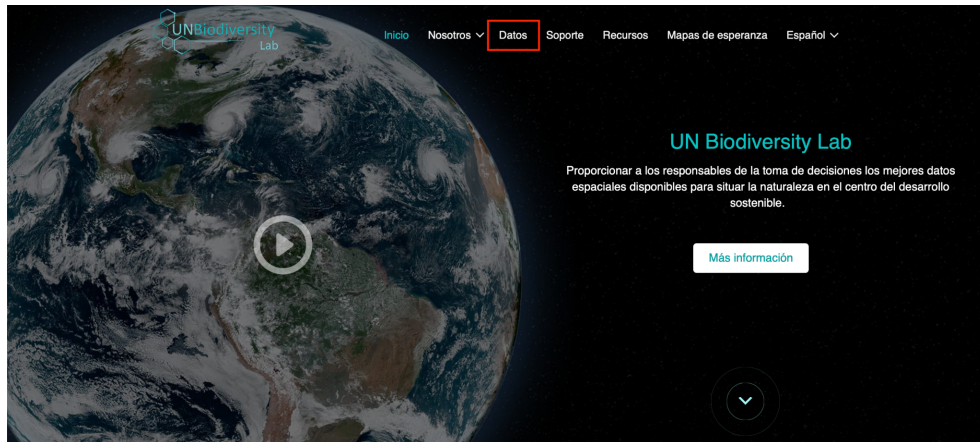 UNBiodiversity
Lab
Inicio Nosotros Datos Soporte Recursos Mapas de esperanza Español
UN Biodiversity Lab
Proporcionar a los responsables de la toma de decisiones los mejores datos
espaciales disponibles para situar la naturaleza en el centro del desarrollo
sostenible.
Más información